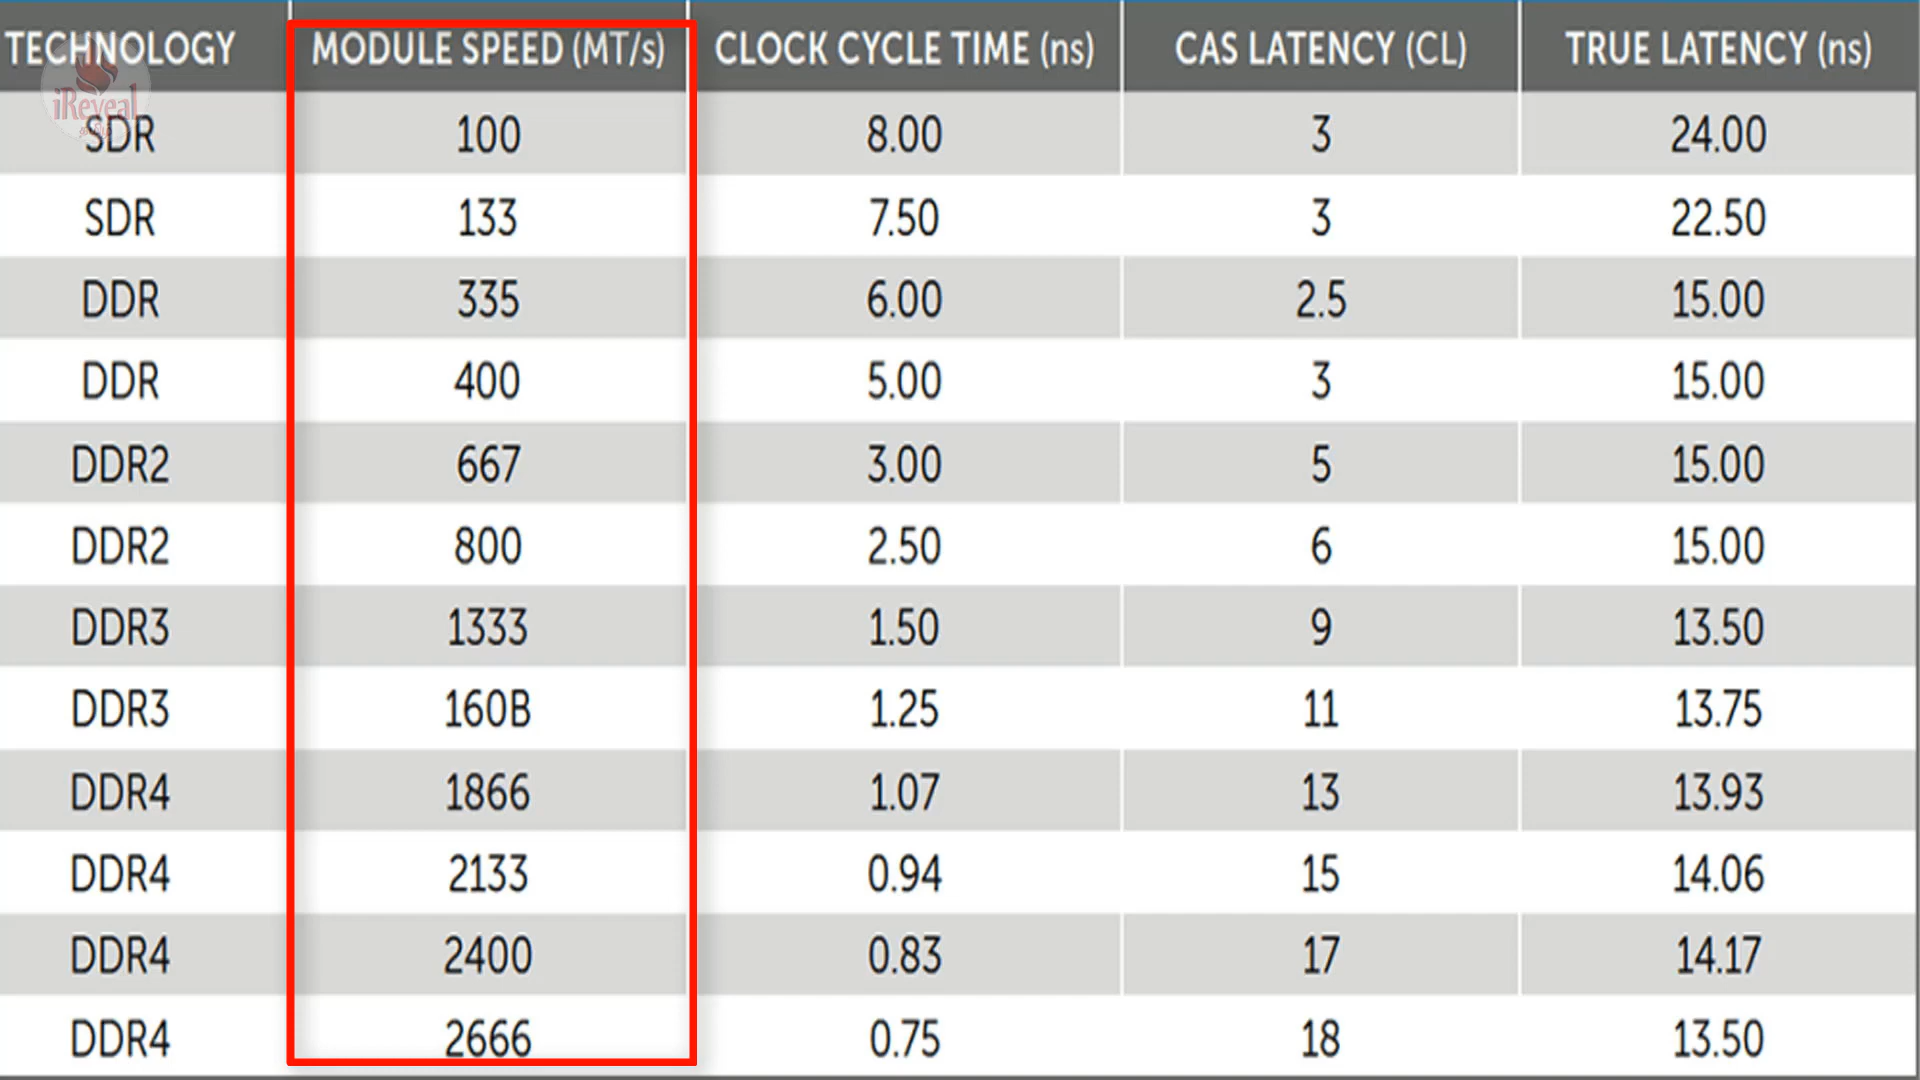 TECHNOLOGY MODULE SPEED (MT/s) CLOCK CYCLE TIME (ns) CAS LATENCY (CL) TRUE LATENCY (ns)
iReveal
தமிழ்
SDR 100 8.00 3 24.00
SDR 133 7.50 3 22.50
DDR 335 6.00 2.5 15.00
DDR 400 5.00 3 15.00
DDR2 667 3.00 5 15.00
DDR2 800 2.50 6 15.00
DDR3 1333 1.50 9 13.50
DDR3 160B 1.25 11 13.75
DDR4 1866 1.07 13 13.93
DDR4 2133 0.94 15 14.06
DDR4 2400 0.83 17 14.17
DDR4 2666 0.75 18 13.50